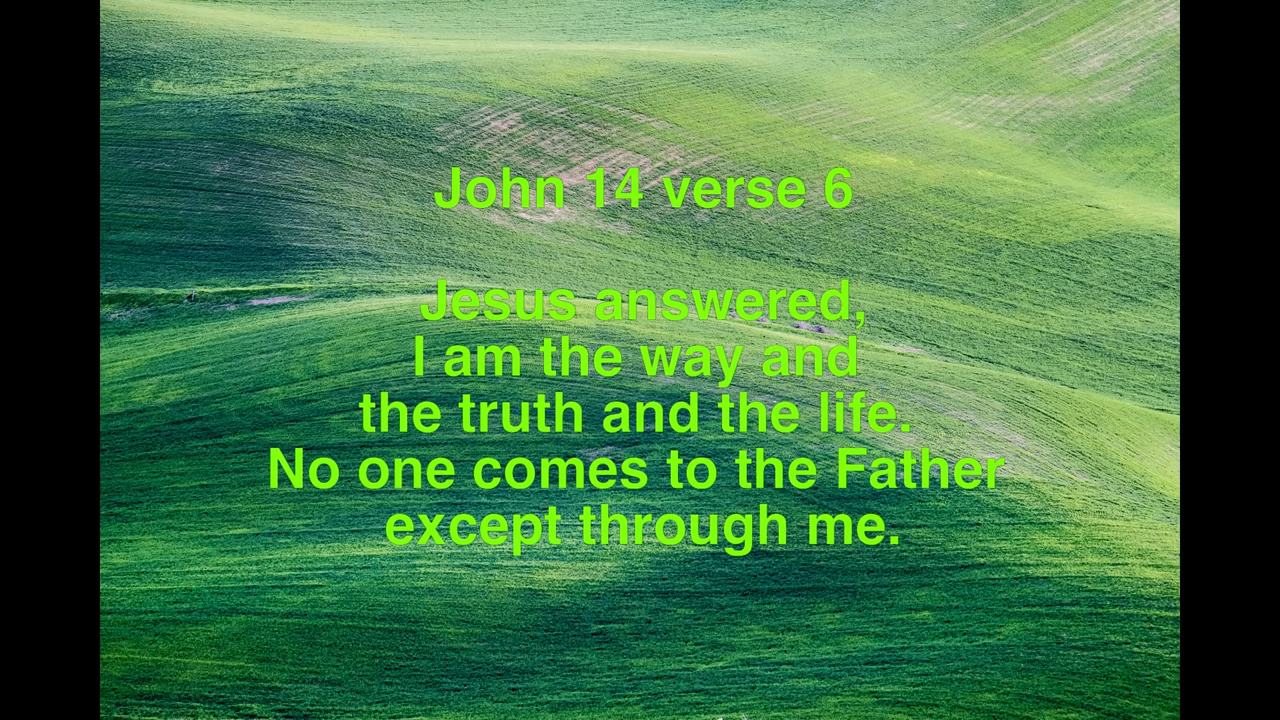 John 14 verse 6
Jesus answered,
I am the way and
the truth and the life.
No one comes to the Father
except through me.